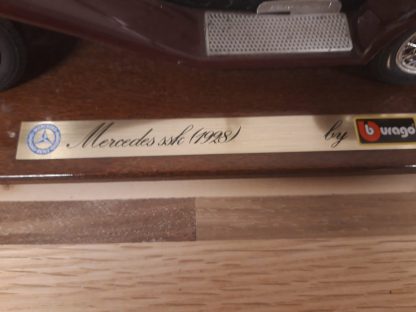 Mercedes ssk (1928) by burago